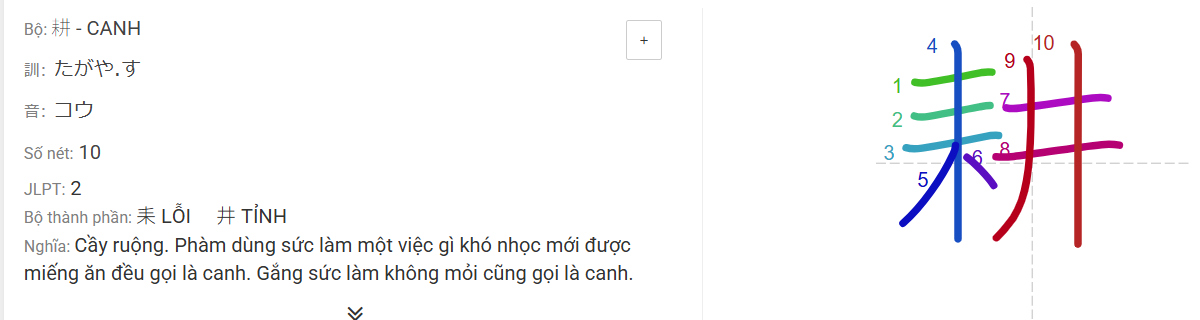 Bộ: 耕 - CANH
+
訓: たがや.す
音: コウ
Số nét: 10
JLPT: 2
Bộ thành phần: 耒 LỖI 井 TỈNH
Nghĩa: Cầy ruộng. Phàm dùng sức làm một việc gì khó nhọc mới được
miếng ăn đều gọi là canh. Gắng sức làm không mỏi cũng gọi là canh.
耕
1
2
3
4
5
6
7
8
9
10